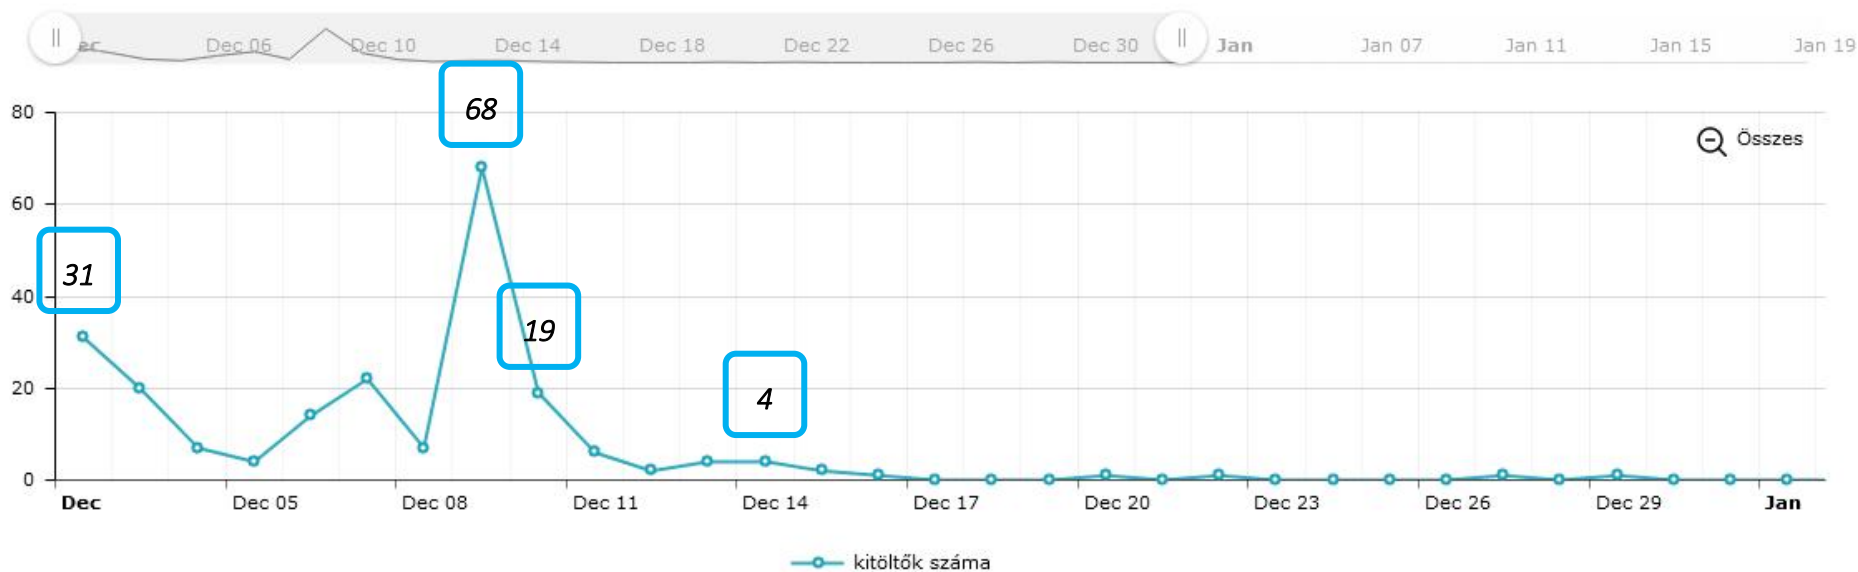 ec Dec 06 Dec 10 Dec 14 Dec 18 Dec 22 Dec 26 Dec 30 Jan Jan 07 Jan 11 Jan 15 Jan 19
80
68
Összes
60
31
40
19
20
4
0
Dec Dec 05 Dec 08 Dec 11 Dec 14 Dec 17 Dec 20 Dec 23 Dec 26 Dec 29 Jan
kitöltők száma